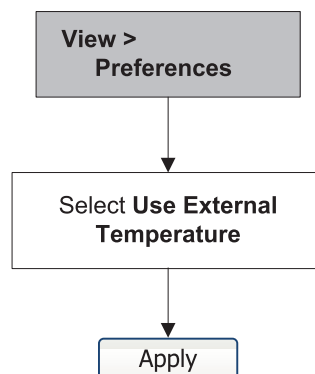 View >
Preferences
Select Use External
Temperature
Apply